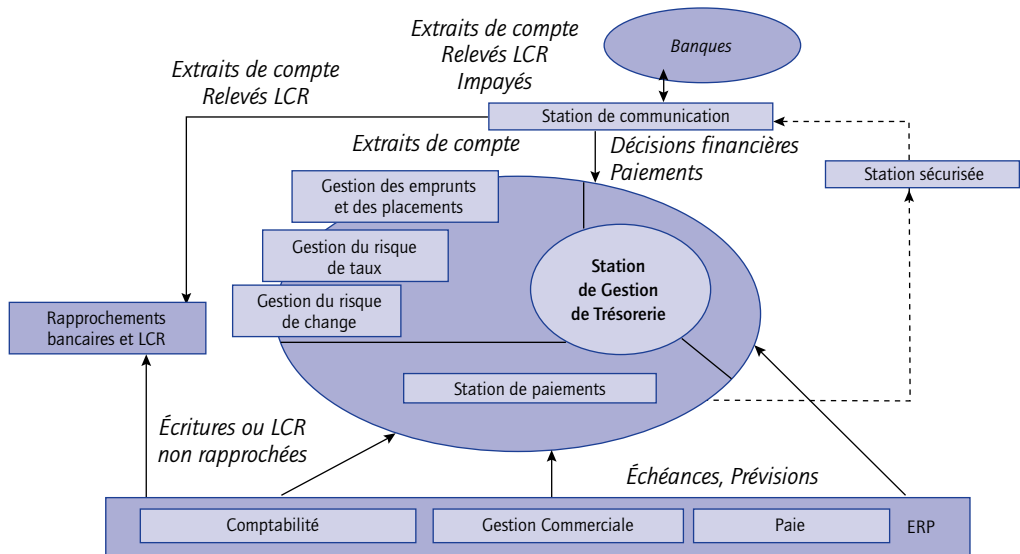 Extraits de compte
Relevés LCR
Impayés
Banques
Extraits de compte
Relevés LCR
Station de communication
Extraits de compte
Décisions financières
Paiements
Station sécurisée
Gestion des emprunts
et des placements
Gestion du risque
de taux
Gestion du risque
de change
Station
de Gestion
de Trésorerie
Rapprochements
bancaires et LCR
Station de paiements
Écritures ou LCR
non rapprochées
Échéances, Prévisions
Comptabilité
Gestion Commerciale
Paie
ERP